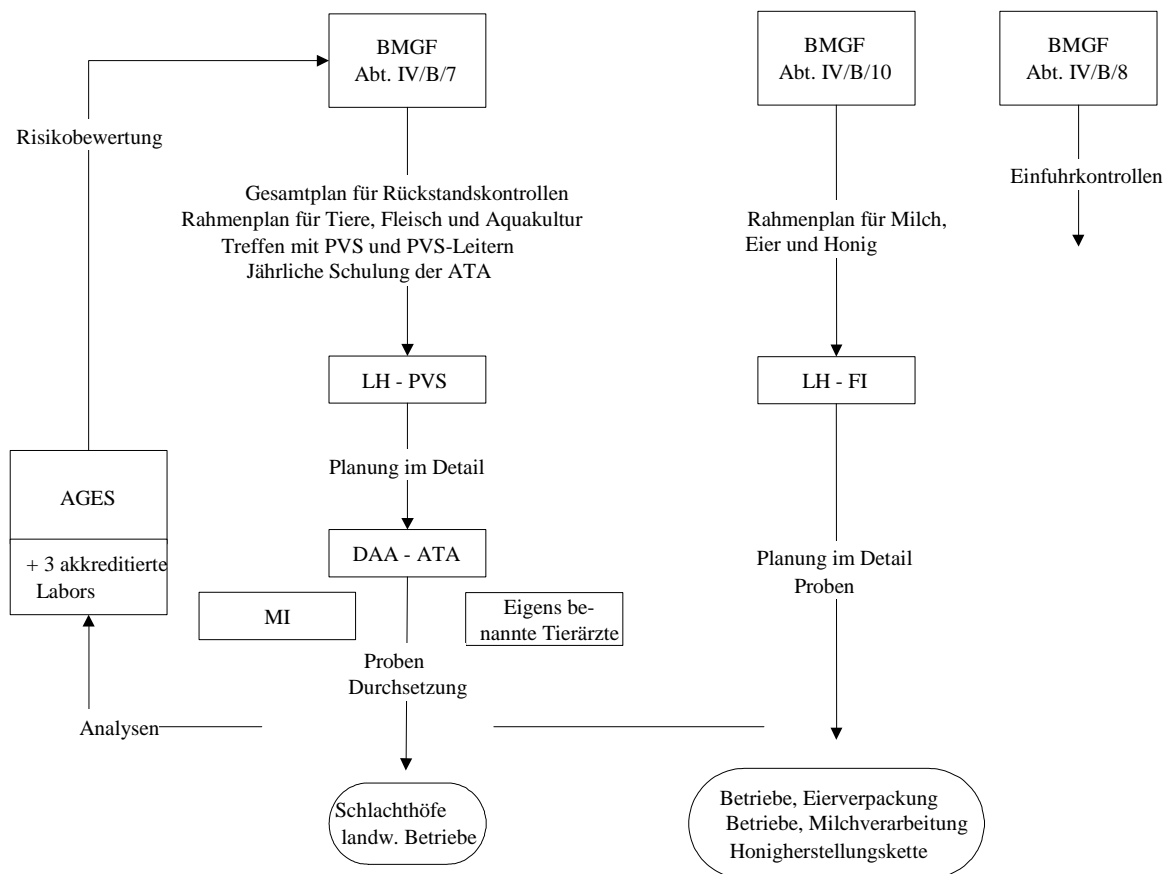 BMGF
Abt. IV/B/7
BMGF
Abt. IV/B/10
BMGF
Abt. IV/B/8
Risikobewertung
Einfuhrkontrollen
Gesamtplan für Rückstandskontrollen
Rahmenplan für Tiere, Fleisch und Aquakultur
Treffen mit PVS und PVS-Leitern
Jährliche Schulung der ATA
Rahmenplan für Milch,
Eier und Honig
LH - PVS
LH - FI
Planung im Detail
AGES
+ 3 akkreditierte
Labors
DAA - ATA
MI
Eigens be-
nannte Tierärzte
Planung im Detail
Proben
Proben
Durchsetzung
Analysen
Schlachthöfe
landw. Betriebe
Betriebe, Eierverpackung
Betriebe, Milchverarbeitung
Honigherstellungskette